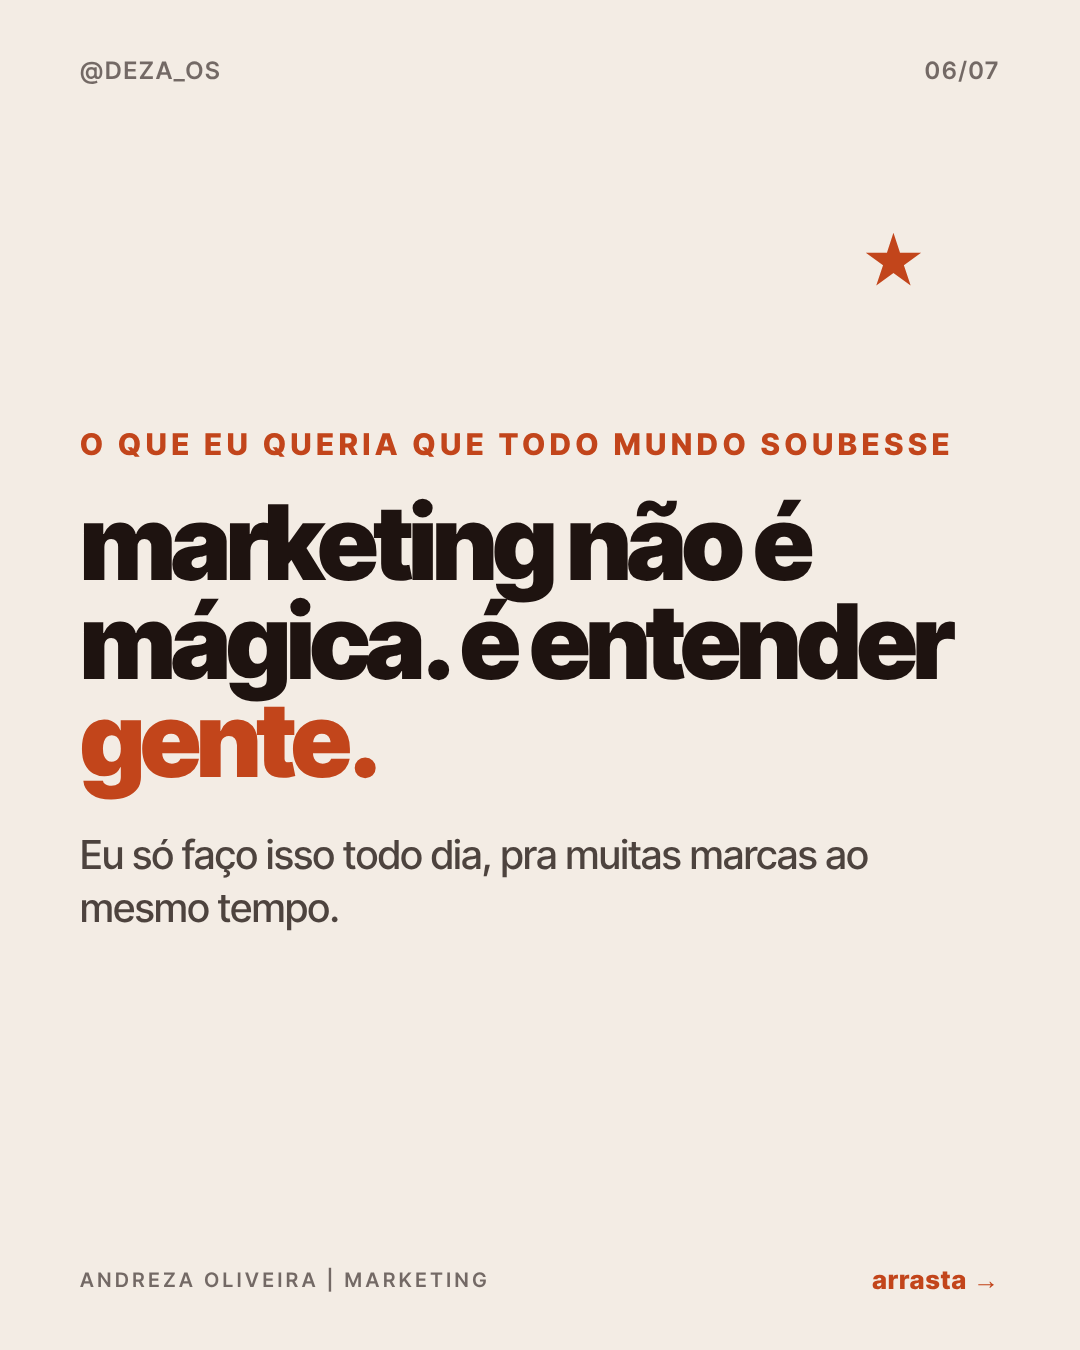 @DEZA_OS
06/07
O QUE EU QUERIA QUE TODO MUNDO SOUBESSE
marketing não é
mágica. é entender
gente.
Eu só faço isso todo dia, pra muitas marcas ao
mesmo tempo.
ANDREZA OLIVEIRA | MARKETING
arrasta →